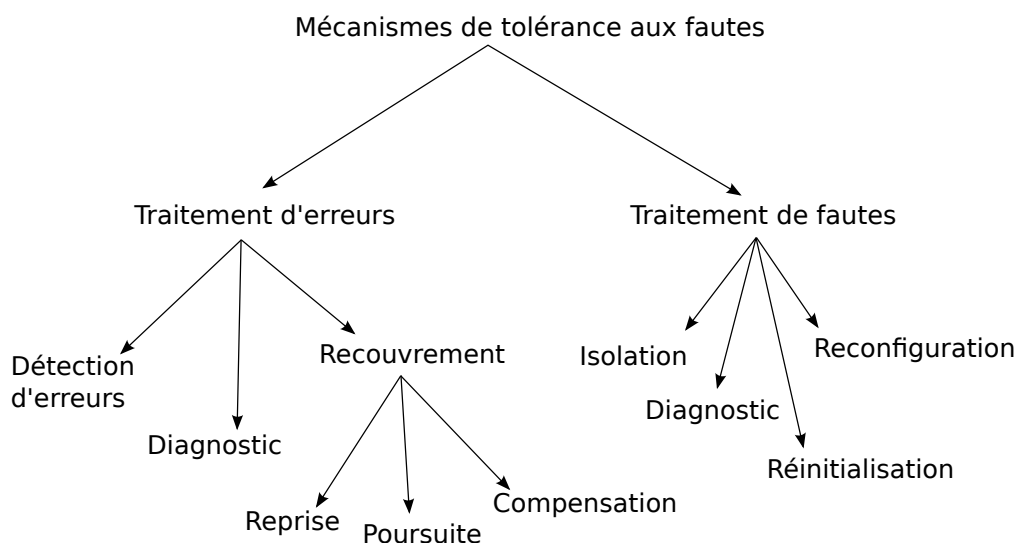 Mécanismes de tolérance aux fautes
Traitement d'erreurs
Traitement de fautes
Détection
d'erreurs
Diagnostic
Recouvrement
Reprise
Poursuite
Compensation
Isolation
Diagnostic
Réinitialisation
Reconfiguration